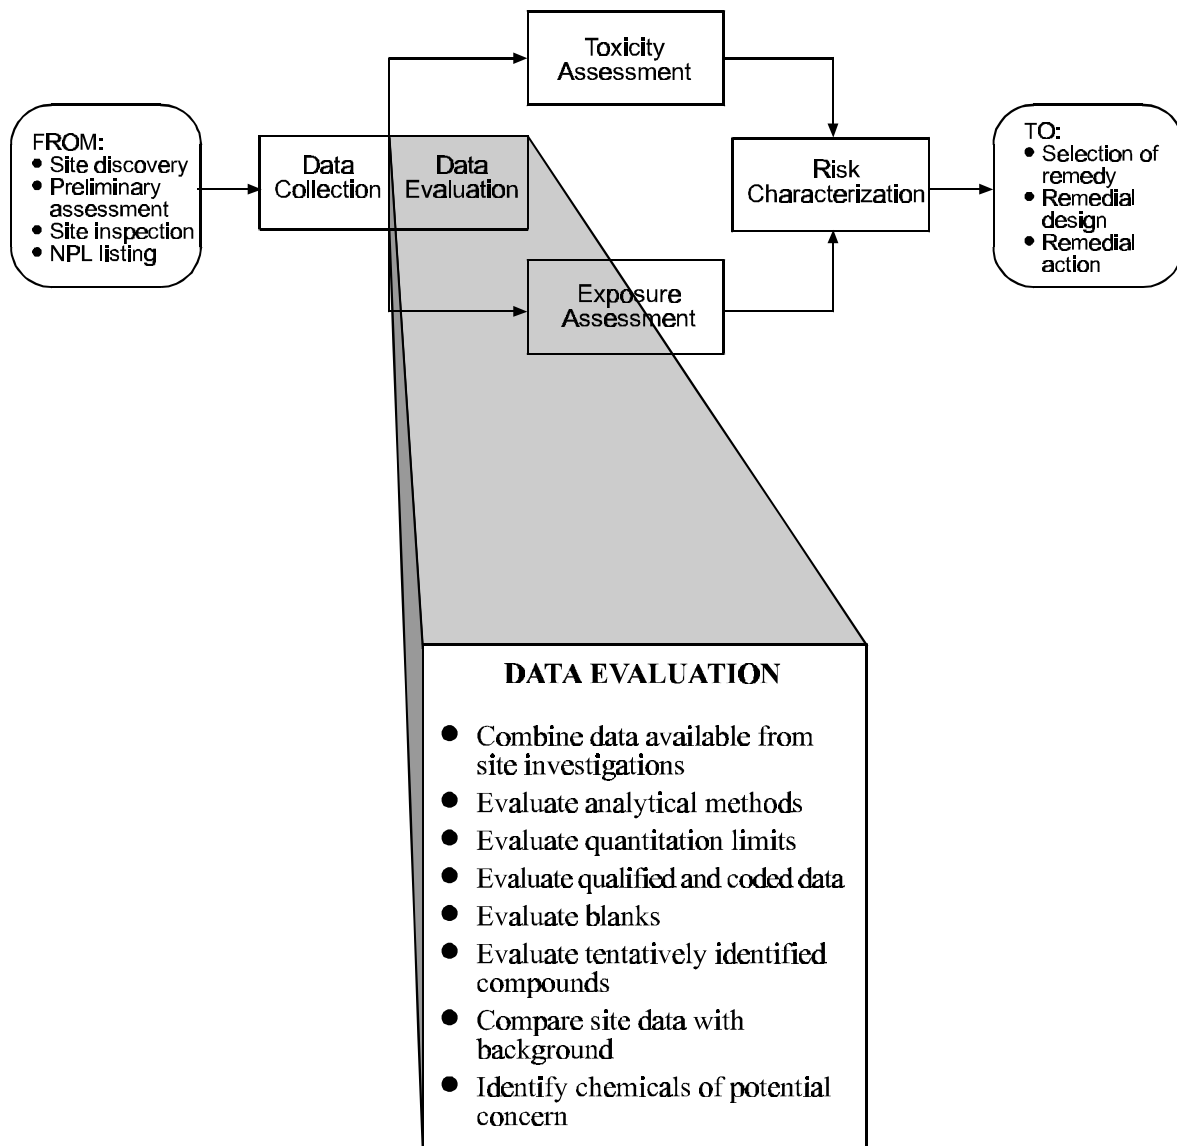 FROM:
● Site discovery
● Preliminary
assessment
● Site inspection
● NPL listing
Data
Collection
Data
Evaluation
Toxicity
Assessment
Exposure
Assessment
Risk
Characterization
TO:
● Selection of
remedy
● Remedial
design
● Remedial
action
DATA EVALUATION
● Combine data available from
site investigations
● Evaluate analytical methods
● Evaluate quantitation limits
● Evaluate qualified and coded data
● Evaluate blanks
● Evaluate tentatively identified
compounds
● Compare site data with
background
● Identify chemicals of potential
concern